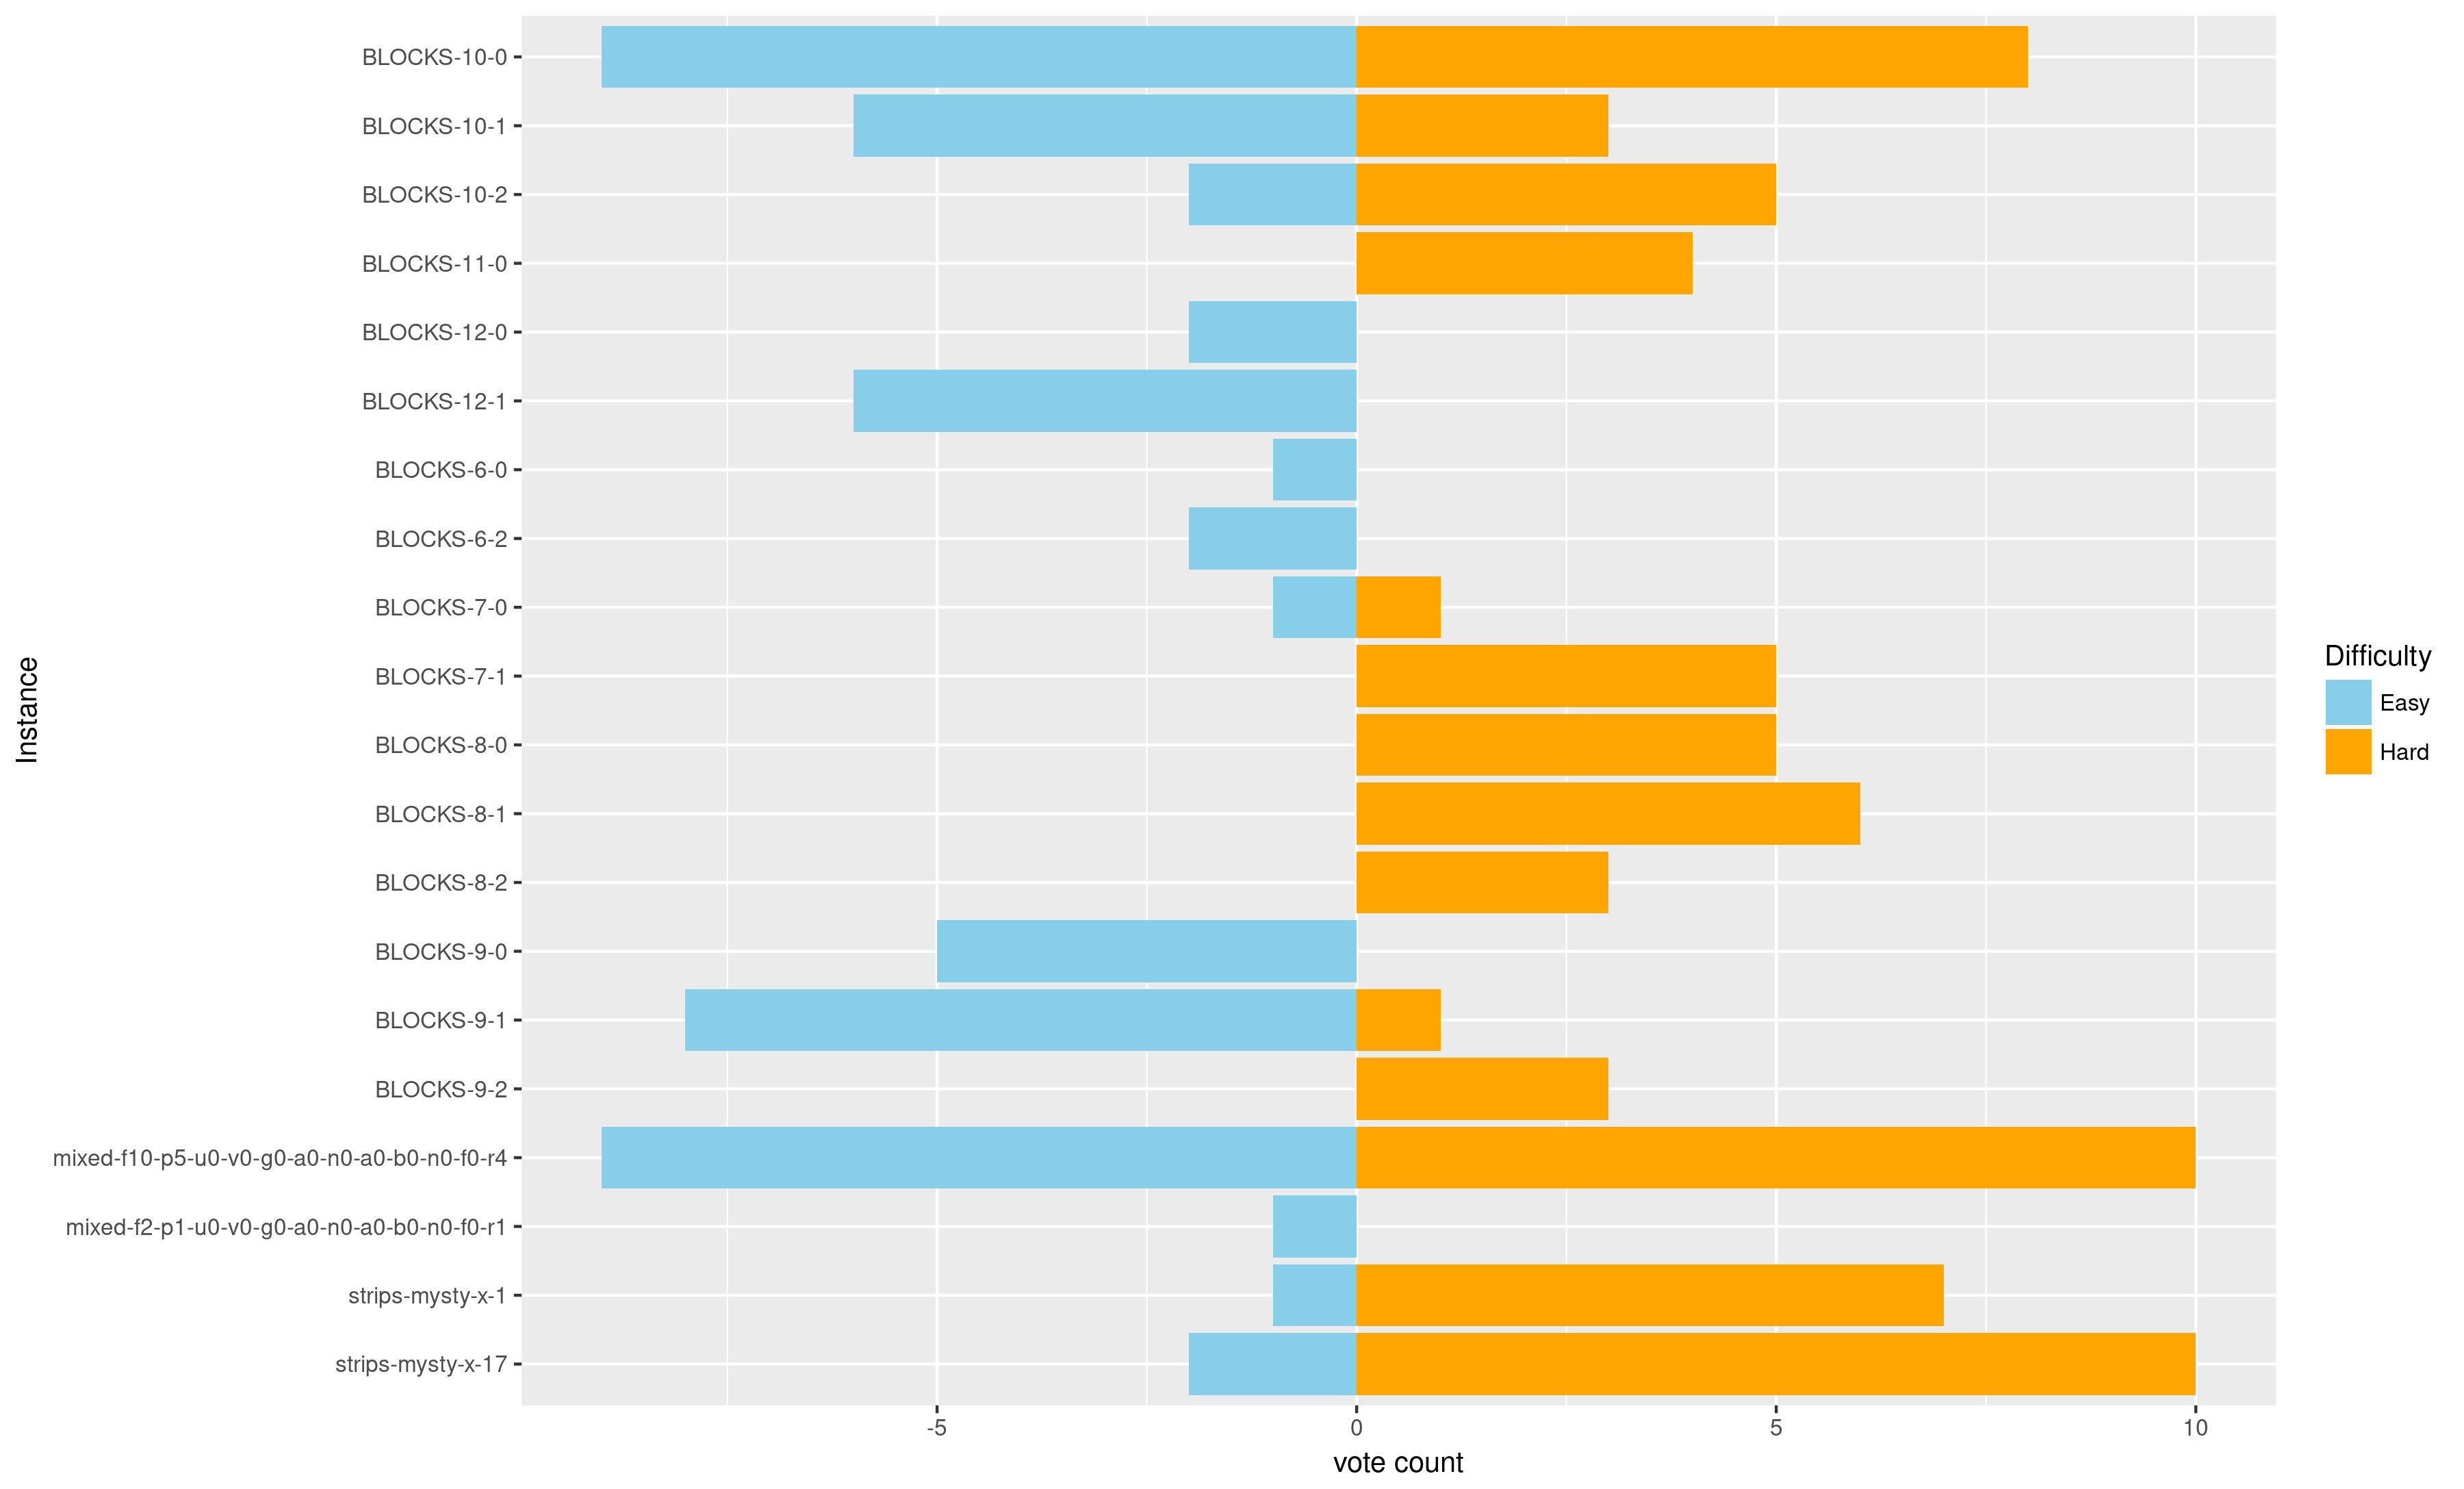 BLOCKS-10-0
BLOCKS-10-1
BLOCKS-10-2
BLOCKS-11-0
BLOCKS-12-0
BLOCKS-12-1
BLOCKS-6-0
BLOCKS-6-2
BLOCKS-7-0
BLOCKS-7-1
BLOCKS-8-0
BLOCKS-8-1
BLOCKS-8-2
BLOCKS-9-0
BLOCKS-9-1
BLOCKS-9-2
mixed-f10-p5-u0-v0-g0-a0-n0-a0-b0-n0-f0-r4
mixed-f2-p1-u0-v0-g0-a0-n0-a0-b0-n0-f0-r1
strips-mysty-x-1
strips-mysty-x-17
Instance
-5 0 5 10
vote count
Difficulty
Easy
Hard